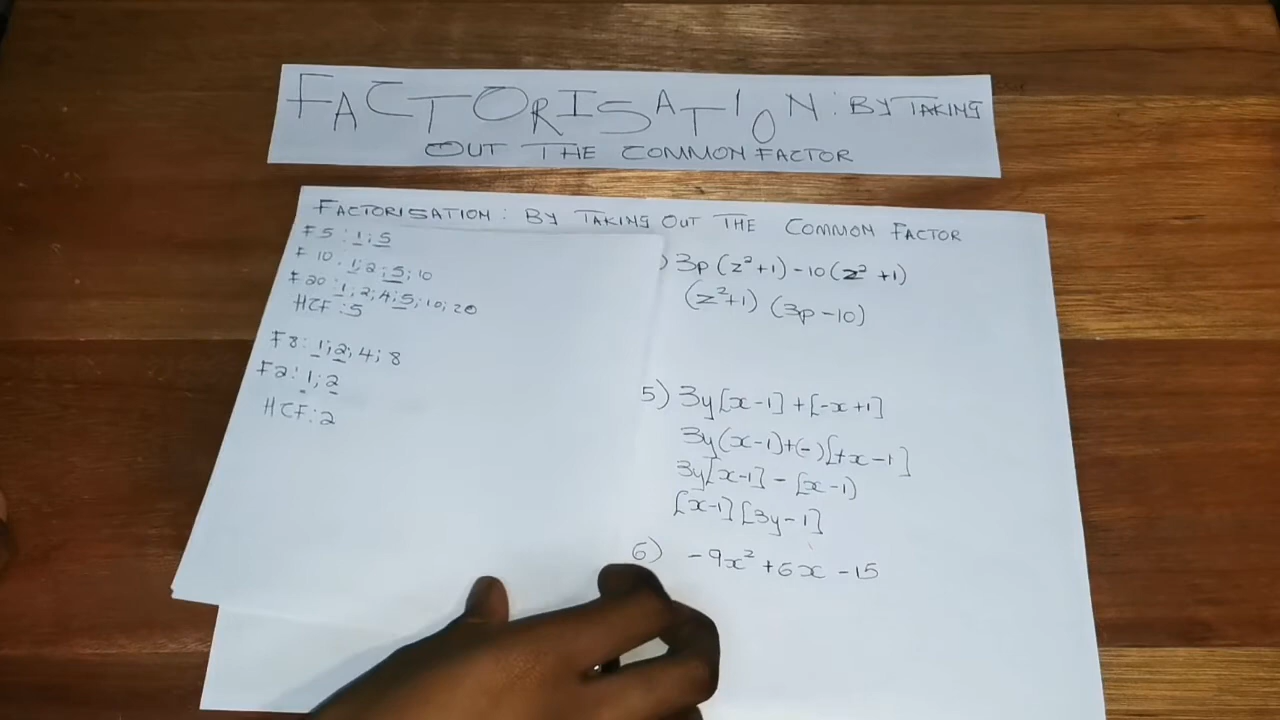 FACTORISATION: BY TAKING
OUT THE COMMON FACTOR
FACTORISATION: BY TAKING OUT THE COMMON FACTOR
F5: 1; 5
F10: 1; 2; 5; 10
F20: 1; 2; 4; 5; 10; 20
HCF: 5
F8: 1; 2; 4; 8
F2: 1; 2
HCF: 2
) 3p(z²+1)-10(z²+1)
(z²+1)(3p-10)
5) 3y[x-1]+[-x+1]
3y(x-1)+(-)[+x-1]
3y[x-1]-[x-1)
[x-1][3y-1]
6) -9x²+6x-15